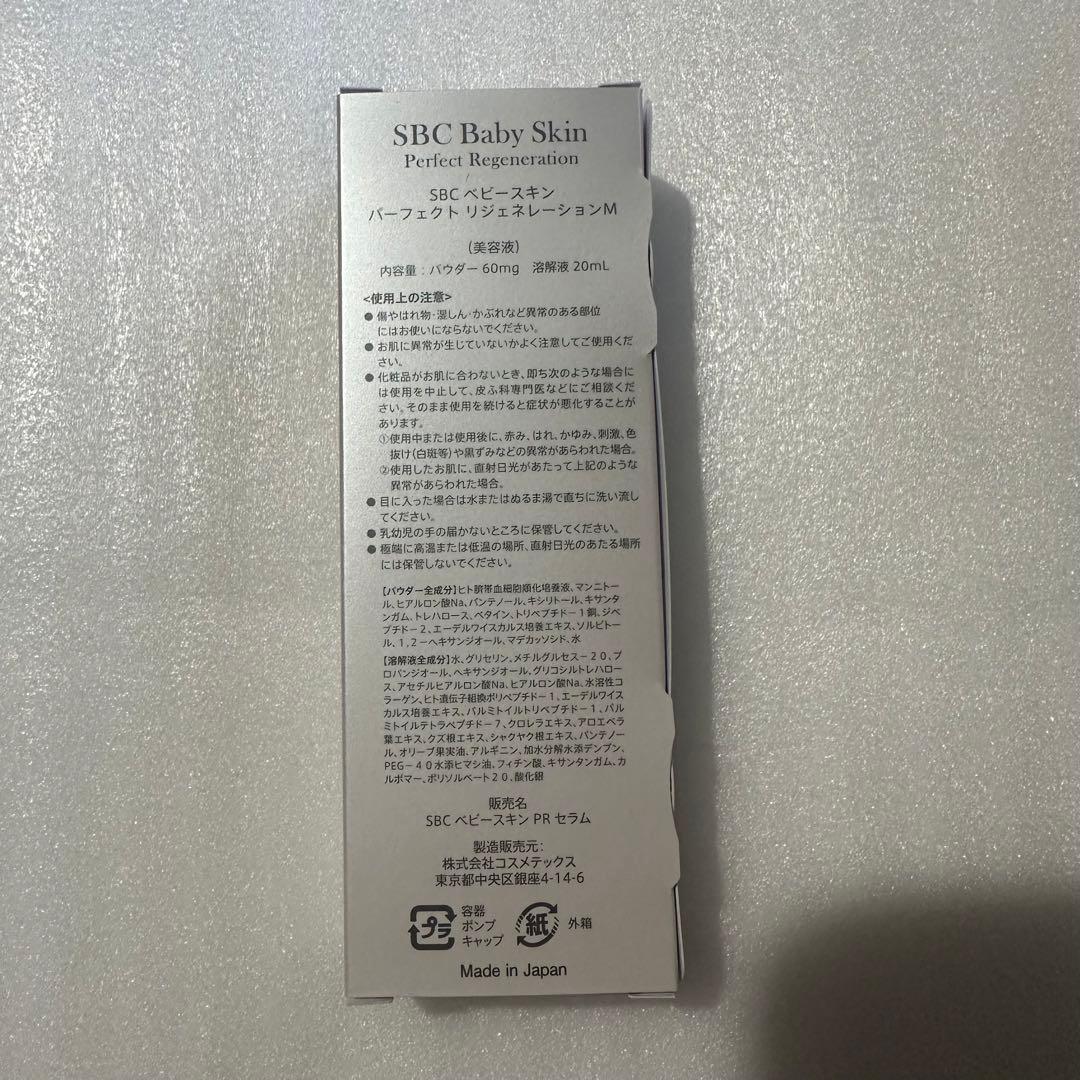 SBC Baby Skin
Perfect Regeneration
SBC ベビースキン
パーフェクト リジェネレーションM
(美容液)
内容量 : パウダー 60mg 溶解液 20mL
<使用上の注意>
● 傷やはれ物・湿しん・かぶれなど異常のある部位
にはお使いにならないでください。
● お肌に異常が生じていないかよく注意してご使用くだ
さい。
● 化粧品がお肌に合わないとき、即ち次のような場合に
は使用を中止して、皮ふ科専門医などにご相談くだ
さい。そのまま使用を続けると症状が悪化することが
あります。
①使用中または使用後に、赤み、はれ、かゆみ、刺激、色
抜け(白斑等)や黒ずみなどの異常があらわれた場合。
②使用したお肌に、直射日光があたって上記のような
異常があらわれた場合。
● 目に入った場合は水またはぬるま湯で直ちに洗い流し
てください。
● 乳幼児の手の届かないところに保管してください。
● 極端に高温または低温の場所、直射日光のあたる場所
には保管しないでください。
【パウダー全成分】ヒト臍帯血細胞順化培養液、マンニトー
ル、ヒアルロン酸Na、パンテノール、キシリトール、キサンタ
ンガム、トレハロース、ベタイン、トリペプチド－1銅、ジペ
プチド－2、エーデルワイスカルス培養エキス、ソルビトー
ル、1,2－ヘキサンジオール、マデカッソシド、水
【溶解液全成分】水、グリセリン、メチルグルセス－20、プ
ロパンジオール、ヘキサンジオール、グリコシルトレハロー
ス、アセチルヒアルロン酸Na、ヒアルロン酸Na、水溶性コ
ラーゲン、ヒト遺伝子組換ポリペプチド－1、エーデルワイス
カルス培養エキス、パルミトイルトリペプチド－1、パル
ミトイルテトラペプチド－7、クロレラエキス、アロエベラ
葉エキス、クズ根エキス、シャクヤク根エキス、パンテノー
ル、オリーブ果実油、アルギニン、加水分解水添デンプン、
PEG－40水添ヒマシ油、フィチン酸、キサンタンガム、カ
ルボマー、ポリソルベート20、酸化銀
販売名
SBC ベビースキン PR セラム
製造販売元:
株式会社コスメテックス
東京都中央区銀座4-14-6
プラ
容器
ポンプ
キャップ
紙
外箱
Made in Japan